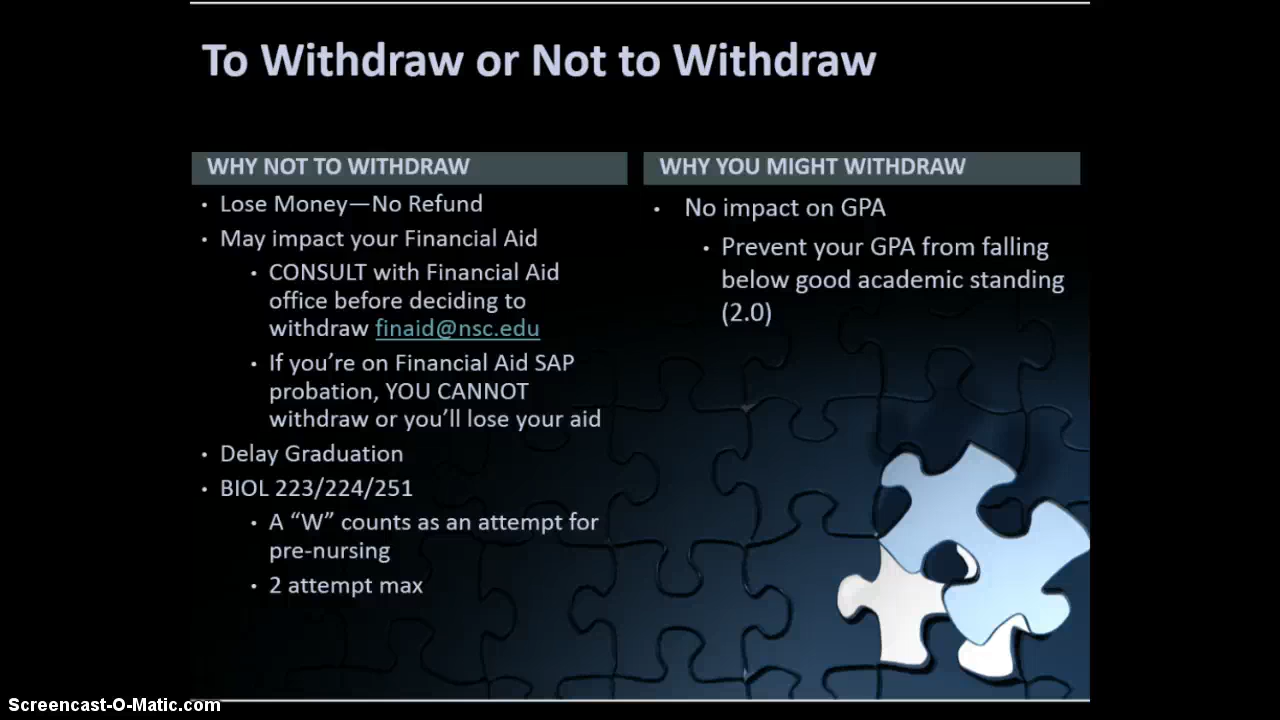 To Withdraw or Not to Withdraw
WHY NOT TO WITHDRAW
• Lose Money—No Refund
• May impact your Financial Aid
• CONSULT with Financial Aid
office before deciding to
withdraw finaid@nsc.edu
• If you're on Financial Aid SAP
probation, YOU CANNOT
withdraw or you'll lose your aid
• Delay Graduation
• BIOL 223/224/251
• A “W” counts as an attempt for
pre-nursing
• 2 attempt max
WHY YOU MIGHT WITHDRAW
• No impact on GPA
• Prevent your GPA from falling
below good academic standing
(2.0)
Screencast-O-Matic.com